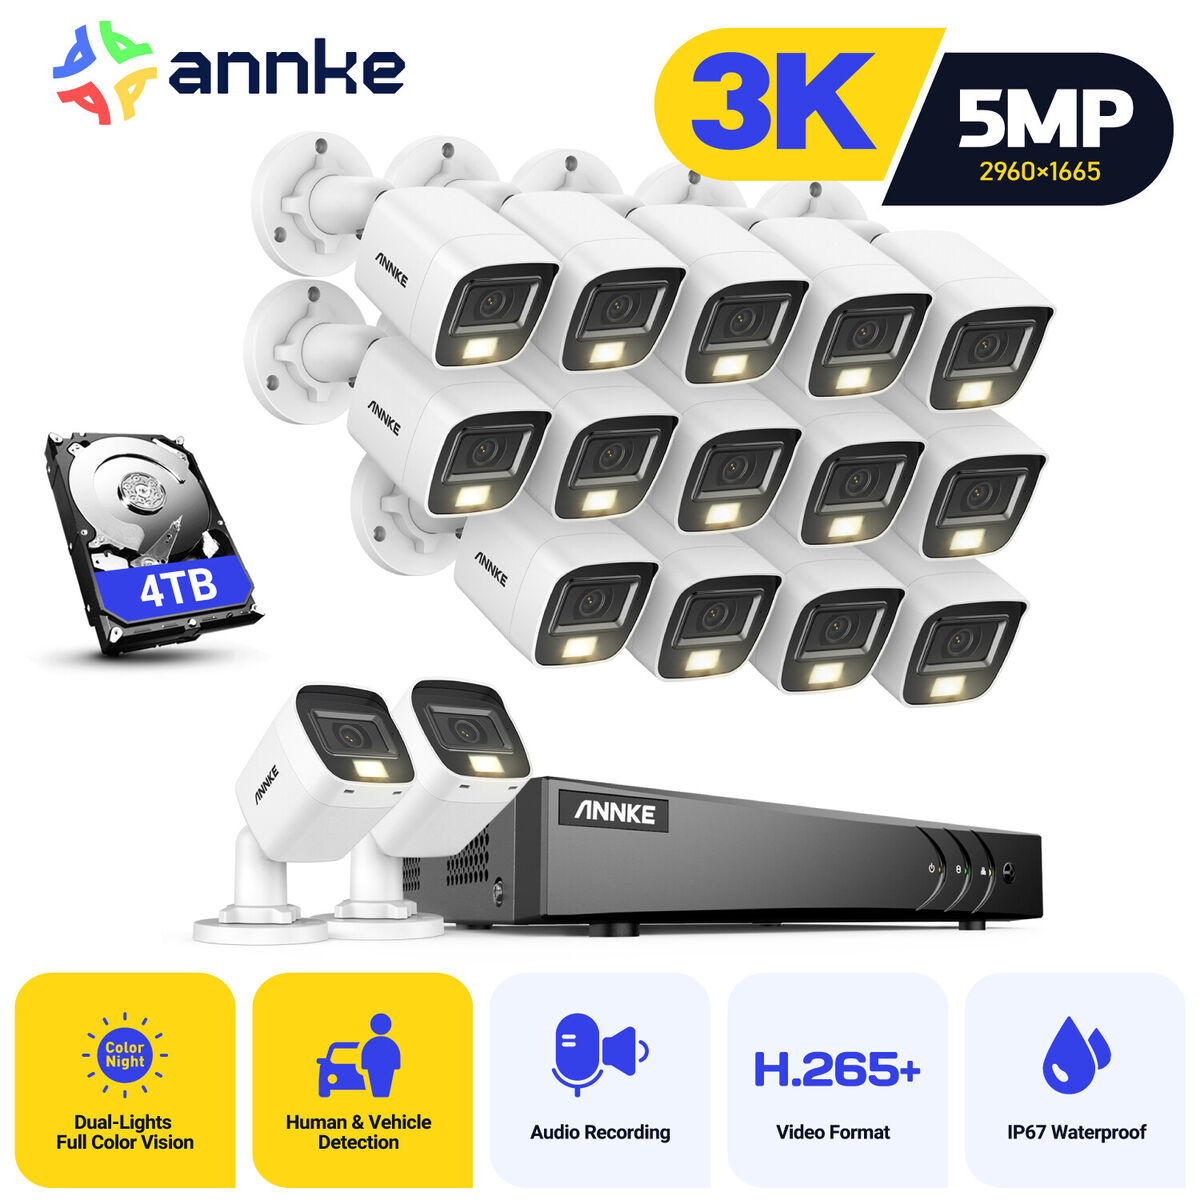 annke
3K
5MP
2960×1665
ANNKE
ANNKE
ANNKE
4TB
ANNKE
ANNKE
Color
Night
Dual-Lights
Full Color Vision
Human & Vehicle
Detection
Audio Recording
H.265+
Video Format
IP67 Waterproof